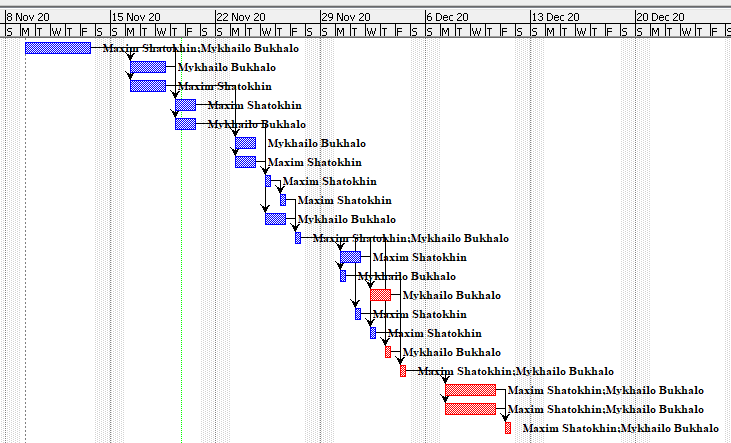 8 Nov 20 15 Nov 20 22 Nov 20 29 Nov 20 6 Dec 20 13 Dec 20 20 Dec 20
S M T W T F S S M T W T F S S M T W T F S S M T W T F S S M T W T F S S M T W T F S S M T W T F S
Maxim Shatokhin;Mykhailo Bukhalo
Mykhailo Bukhalo
Maxim Shatokhin
Maxim Shatokhin
Mykhailo Bukhalo
Mykhailo Bukhalo
Maxim Shatokhin
Maxim Shatokhin
Maxim Shatokhin
Mykhailo Bukhalo
Maxim Shatokhin;Mykhailo Bukhalo
Maxim Shatokhin
Mykhailo Bukhalo
Mykhailo Bukhalo
Maxim Shatokhin
Maxim Shatokhin
Mykhailo Bukhalo
Maxim Shatokhin;Mykhailo Bukhalo
Maxim Shatokhin;Mykhailo Bukhalo
Maxim Shatokhin;Mykhailo Bukhalo
Maxim Shatokhin;Mykhailo Bukhalo